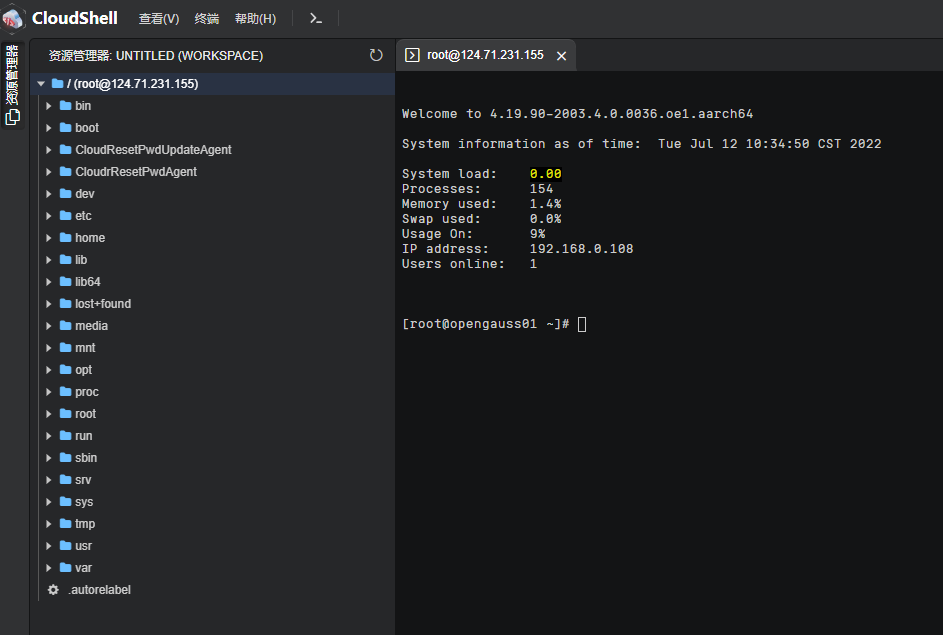 CloudShell 查看(V) 终端 帮助(H)
资源管理器
资源管理器: UNTITLED (WORKSPACE)
/ (root@124.71.231.155)
bin
boot
CloudResetPwdUpdateAgent
CloudrResetPwdAgent
dev
etc
home
lib
lib64
lost+found
media
mnt
opt
proc
root
run
sbin
srv
sys
tmp
usr
var
.autorelabel
root@124.71.231.155
Welcome to 4.19.90-2003.4.0.0036.oe1.aarch64
System information as of time:  Tue Jul 12 10:34:50 CST 2022
System load:    0.00
Processes:      154
Memory used:    1.4%
Swap used:      0.0%
Usage On:       9%
IP address:     192.168.0.108
Users online:   1
[root@opengauss01 ~]#